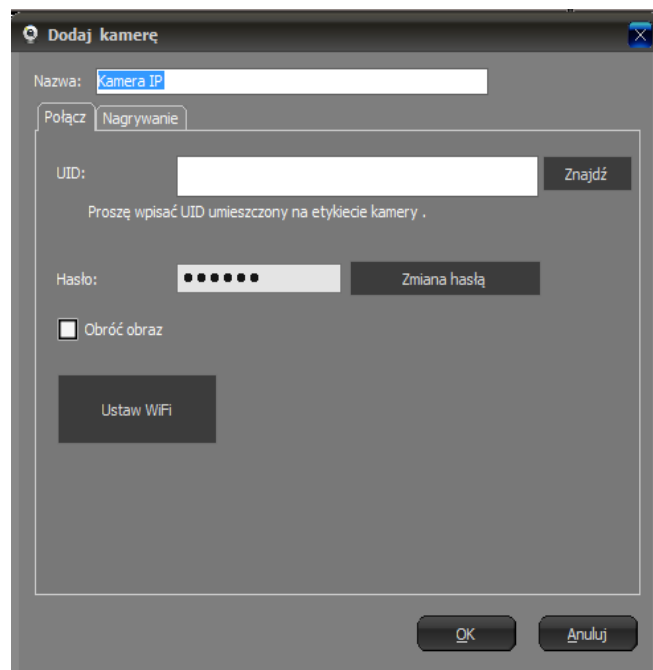 Dodaj kamerę
Nazwa: Kamera IP
Połącz Nagrywanie
UID: Znajdź
Proszę wpisać UID umieszczony na etykiecie kamery .
Hasło: ●●●●●● Zmiana hasłą
Obróć obraz
Ustaw WiFi
OK Anuluj